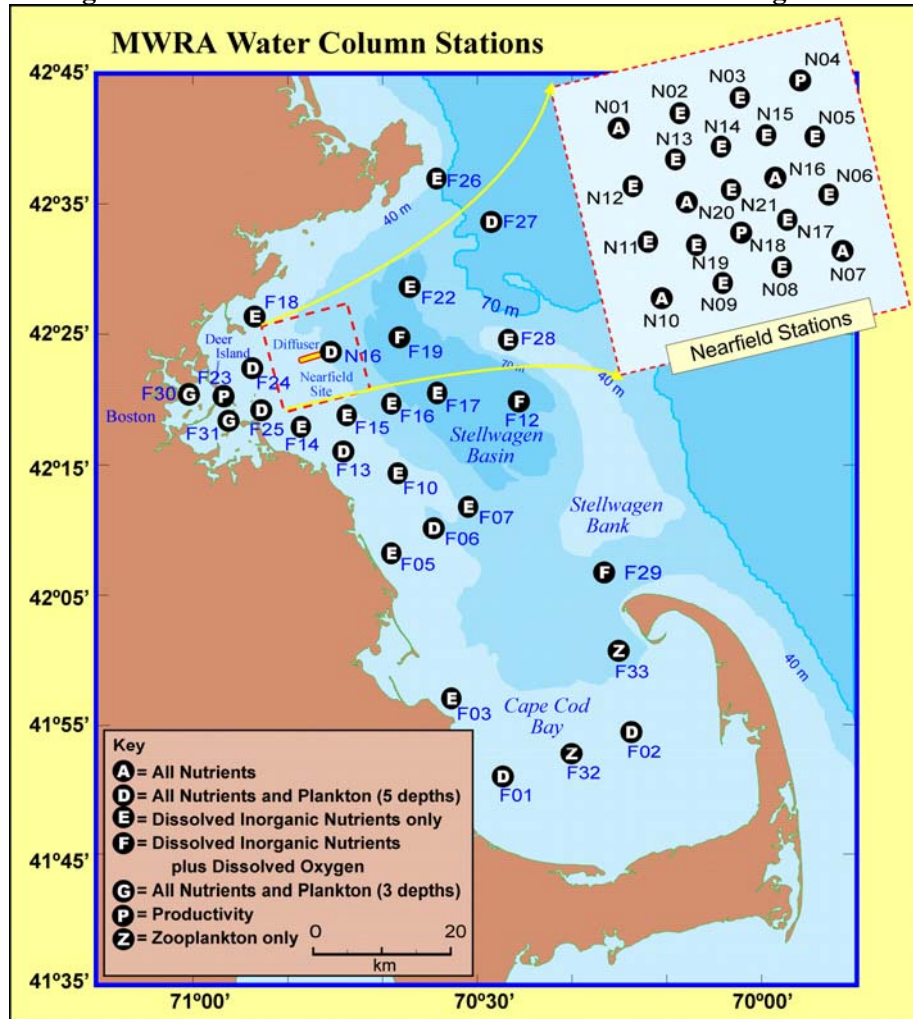 MWRA Water Column Stations
42°45'
42°35'
42°25'
42°15'
42°05'
41°55'
41°45'
41°35'
71°00'
70°30'
70°00'
N04
N03
N02
N01
N15
N05
N14
N13
N16
N06
N12
N20
N21
N17
N18
N11
N19
N07
N08
N09
N10
Nearfield Stations
F26
40 m
F27
F22
70 m
F18
F28
70 m
F19
Deer
Island
Diffuser
N16
40 m
F23
F24
Nearfield
Site
F30
F17
F16
F12
Boston
F31
F25
F14
F15
Stellwagen
Basin
F13
F10
Stellwagen
Bank
F07
F06
F05
F29
F33
40 m
F03
Cape Cod
Bay
F02
F32
F01
Key
A = All Nutrients
D = All Nutrients and Plankton (5 depths)
E = Dissolved Inorganic Nutrients only
F = Dissolved Inorganic Nutrients
plus Dissolved Oxygen
G = All Nutrients and Plankton (3 depths)
P = Productivity
Z = Zooplankton only
0 20
km